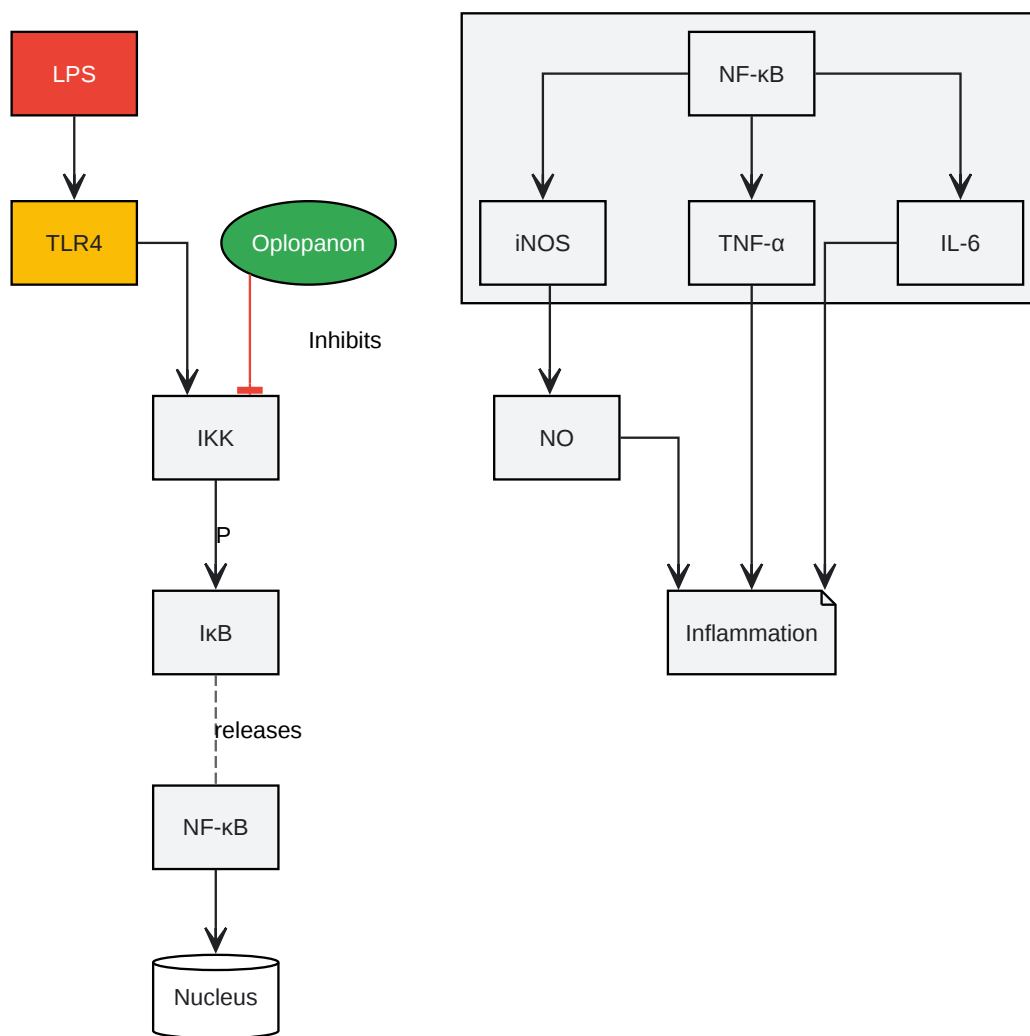 LPS
TLR4
Oplopanon
Inhibits
IKK
P
IκB
releases
NF-κB
Nucleus
NF-κB
iNOS
TNF-α
IL-6
NO
Inflammation